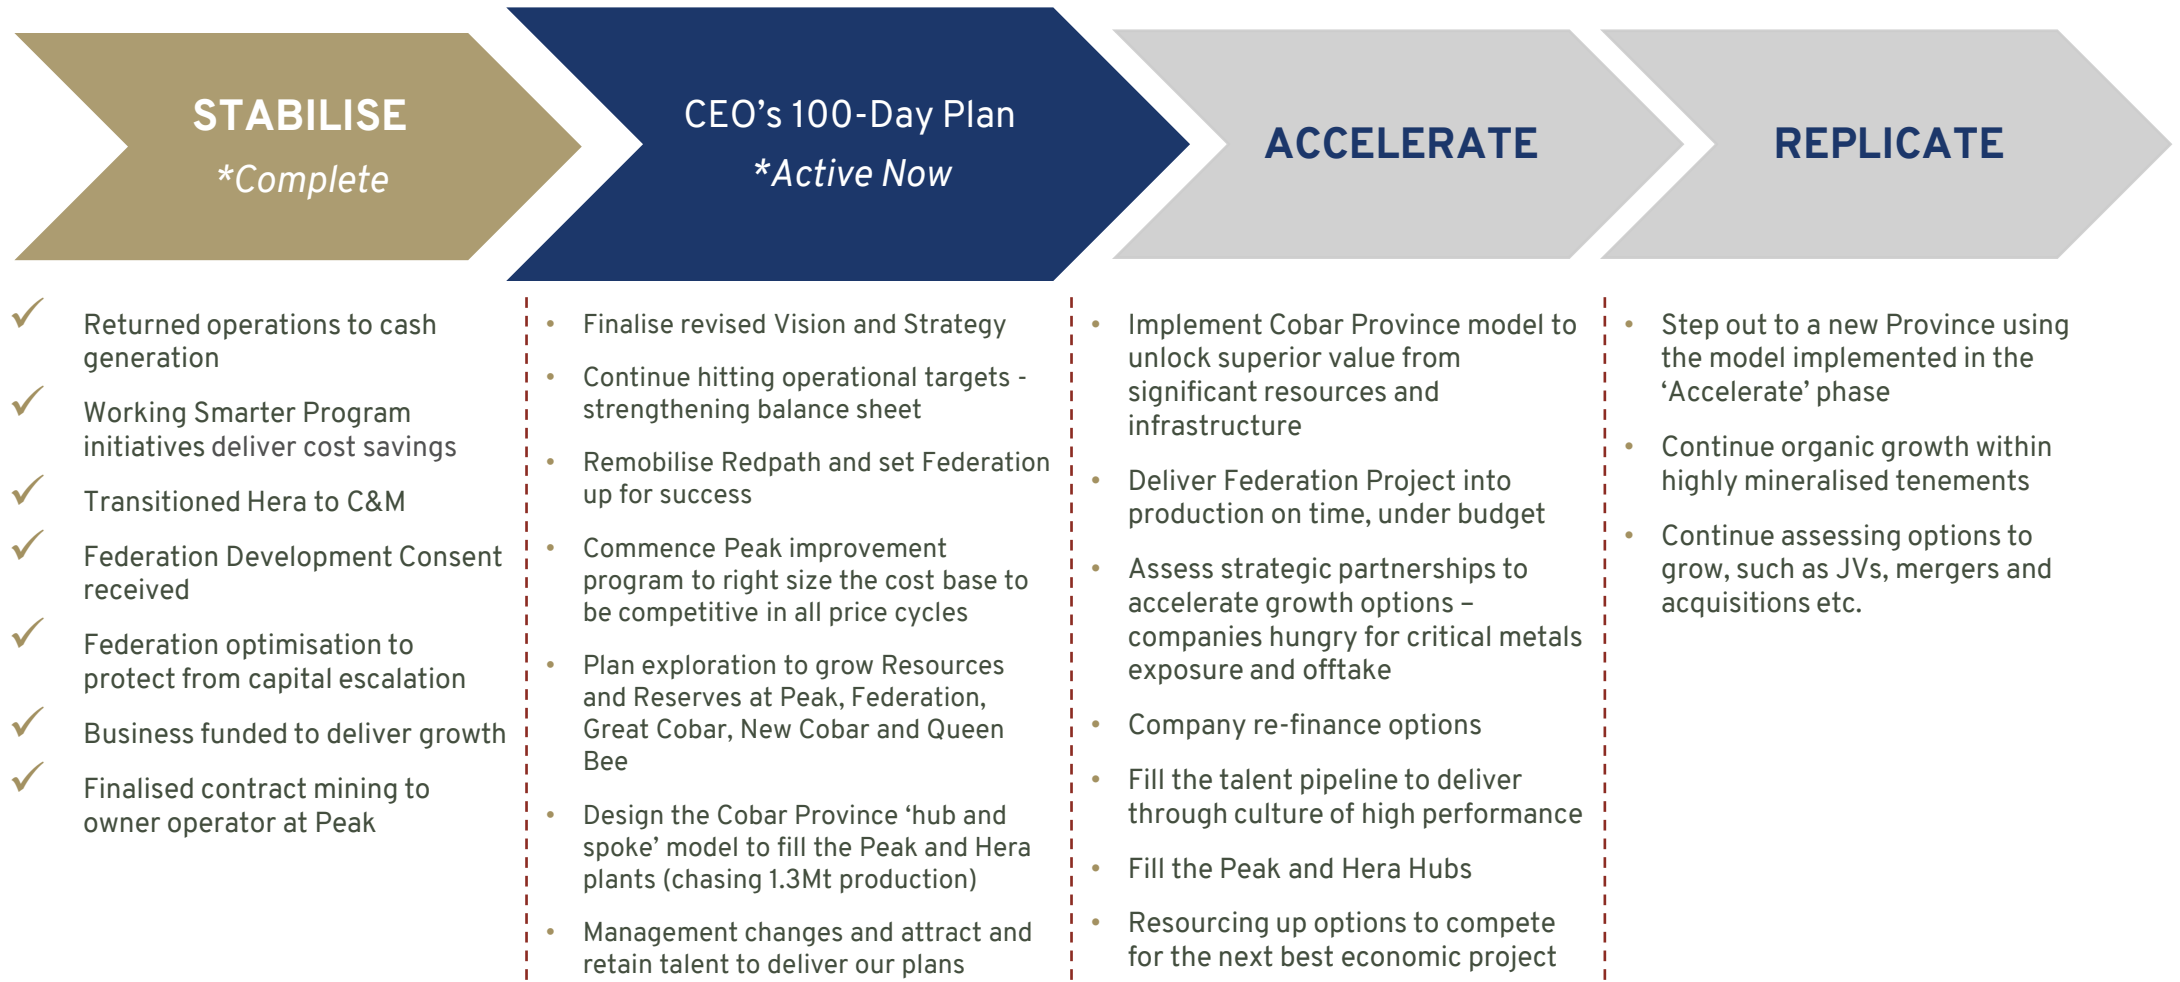 STABILISE
*Complete
CEO's 100-Day Plan
*Active Now
ACCELERATE
REPLICATE
Returned operations to cash
generation
Working Smarter Program
initiatives deliver cost savings
Transitioned Hera to C&M
Federation Development Consent
received
Federation optimisation to
protect from capital escalation
Business funded to deliver growth
Finalised contract mining to
owner operator at Peak
• Finalise revised Vision and Strategy
• Continue hitting operational targets -
strengthening balance sheet
• Remobilise Redpath and set Federation
up for success
• Commence Peak improvement
program to right size the cost base to
be competitive in all price cycles
• Plan exploration to grow Resources
and Reserves at Peak, Federation,
Great Cobar, New Cobar and Queen
Bee
• Design the Cobar Province ‘hub and
spoke’ model to fill the Peak and Hera
plants (chasing 1.3Mt production)
• Management changes and attract and
retain talent to deliver our plans
• Implement Cobar Province model to
unlock superior value from
significant resources and
infrastructure
• Deliver Federation Project into
production on time, under budget
• Assess strategic partnerships to
accelerate growth options –
companies hungry for critical metals
exposure and offtake
• Company re-finance options
• Fill the talent pipeline to deliver
through culture of high performance
• Fill the Peak and Hera Hubs
• Resourcing up options to compete
for the next best economic project
• Step out to a new Province using
the model implemented in the
‘Accelerate’ phase
• Continue organic growth within
highly mineralised tenements
• Continue assessing options to
grow, such as JVs, mergers and
acquisitions etc.